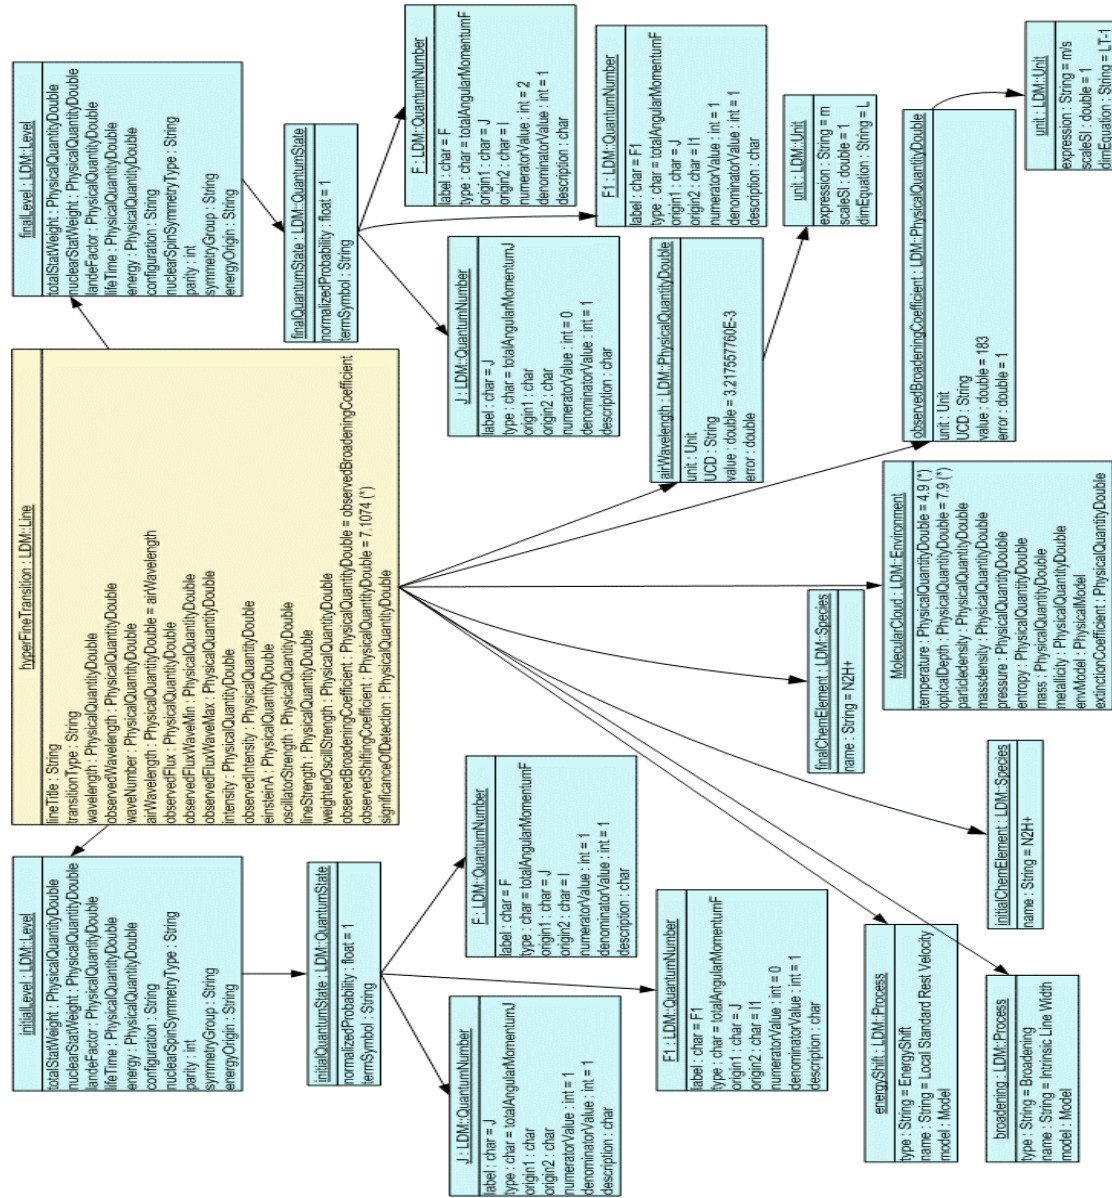 initialLevel : LDM::Level
totalStatWeight : PhysicalQuantityDouble
nuclearStatWeight : PhysicalQuantityDouble
landeFactor : PhysicalQuantityDouble
lifeTime : PhysicalQuantityDouble
energy : PhysicalQuantityDouble
configuration : String
nuclearSpinSymmetryType : String
parity : int
symmetryGroup : String
energyOrigin : String
hyperFineTransition : LDM::Line
lineTitle : String
transitionType : String
wavelength : PhysicalQuantityDouble
observedWavelength : PhysicalQuantityDouble
waveNumber : PhysicalQuantityDouble
airWavelength : PhysicalQuantityDouble = airWavelength
observedFlux : PhysicalQuantityDouble
observedFluxWaveMin : PhysicalQuantityDouble
observedFluxWaveMax : PhysicalQuantityDouble
intensity : PhysicalQuantityDouble
observedIntensity : PhysicalQuantityDouble
einsteinA : PhysicalQuantityDouble
oscillatorStrength : PhysicalQuantityDouble
lineStrength : PhysicalQuantityDouble
weightedOscillStrength : PhysicalQuantityDouble
observedBroadeningCoefficient : PhysicalQuantityDouble = observedBroadeningCoefficient
observedShiftingCoefficient : PhysicalQuantityDouble = 7.1074 (*)
significanceOfDetection : PhysicalQuantityDouble
finalLevel : LDM::Level
totalStatWeight : PhysicalQuantityDouble
nuclearStatWeight : PhysicalQuantityDouble
landeFactor : PhysicalQuantityDouble
lifeTime : PhysicalQuantityDouble
energy : PhysicalQuantityDouble
configuration : String
nuclearSpinSymmetryType : String
parity : int
symmetryGroup : String
energyOrigin : String
initialQuantumState : LDM::QuantumState
normalizedProbability : float = 1
termSymbol : String
finalQuantumState : LDM::QuantumState
normalizedProbability : float = 1
termSymbol : String
J : LDM::QuantumNumber
label : char = J
type : char = totalAngularMomentumJ
origin1 : char
origin2 : char
numeratorValue : int = 1
denominatorValue : int = 1
description : char
F : LDM::QuantumNumber
label : char = F
type : char = totalAngularMomentumF
origin1 : char = J
origin2 : char = I
numeratorValue : int = 1
denominatorValue : int = 1
description : char
J : LDM::QuantumNumber
label : char = J
type : char = totalAngularMomentumJ
origin1 : char
origin2 : char
numeratorValue : int = 0
denominatorValue : int = 1
description : char
F : LDM::QuantumNumber
label : char = F
type : char = totalAngularMomentumF
origin1 : char = J
origin2 : char = I
numeratorValue : int = 2
denominatorValue : int = 1
description : char
F1 : LDM::QuantumNumber
label : char = F1
type : char = totalAngularMomentumF
origin1 : char = J
origin2 : char = I1
numeratorValue : int = 0
denominatorValue : int = 1
description : char
airWavelength : LDM::PhysicalQuantityDouble
unit : Unit
UCD : String
value : double = 3.217557760E-3
error : double
F1 : LDM::QuantumNumber
label : char = F1
type : char = totalAngularMomentumF
origin1 : char = J
origin2 : char = I1
numeratorValue : int = 1
denominatorValue : int = 1
description : char
unit : LDM::Unit
expression : String = m
scaleSI : double = 1
dimEquation : String = L
energyShift : LDM::Process
type : String = EnergyShift
name : String = Local Standard Rest Velocity
model : Model
finalChemElement : LDM::Species
name : String = N2H+
MolecularCloud : LDM::Environment
temperature : PhysicalQuantityDouble = 4.9 (*)
opticalDepth : PhysicalQuantityDouble = 7.9 (*)
particledensity : PhysicalQuantityDouble
massdensity : PhysicalQuantityDouble
pressure : PhysicalQuantityDouble
entropy : PhysicalQuantityDouble
mass : PhysicalQuantityDouble
metallicity : PhysicalQuantityDouble
envModel : PhysicalModel
extinctionCoefficient : PhysicalQuantityDouble
observedBroadeningCoefficient : LDM::PhysicalQuantityDouble
unit : Unit
UCD : String
value : double = 183
error : double = 1
broadening : LDM::Process
type : String = Broadening
name : String = Intrinsic Line Width
model : Model
initialChemElement : LDM::Species
name : String = N2H+
unit : LDM::Unit
expression : String = m/s
scaleSI : double = 1
dimEquation : String = LT-1